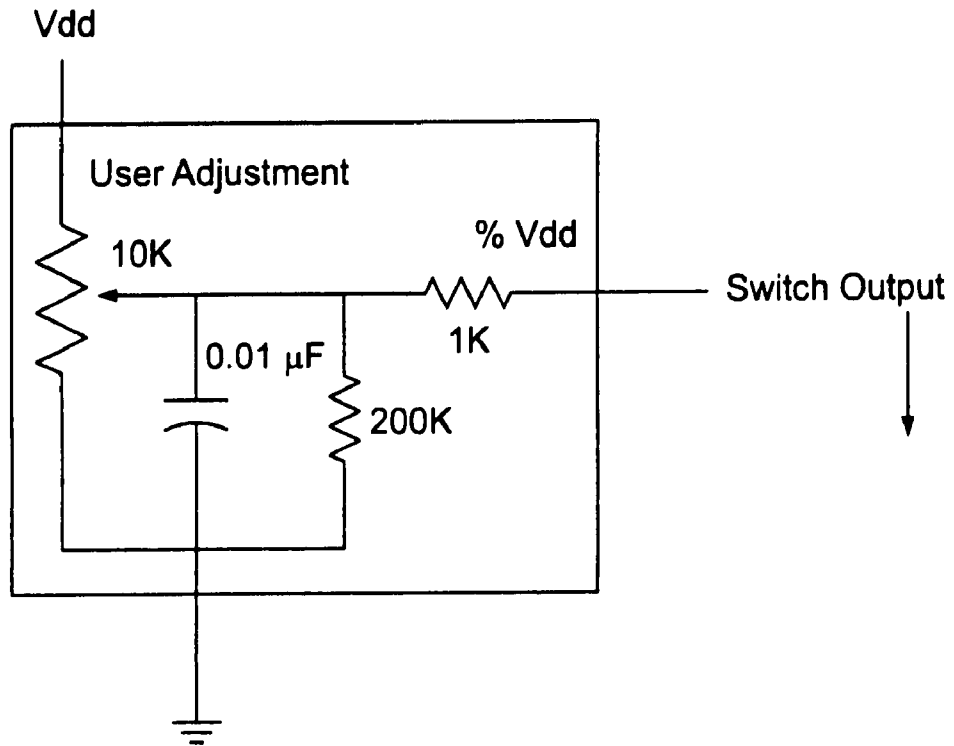 Vdd
User Adjustment
10K
% Vdd
Switch Output
1K
0.01 μF
200K